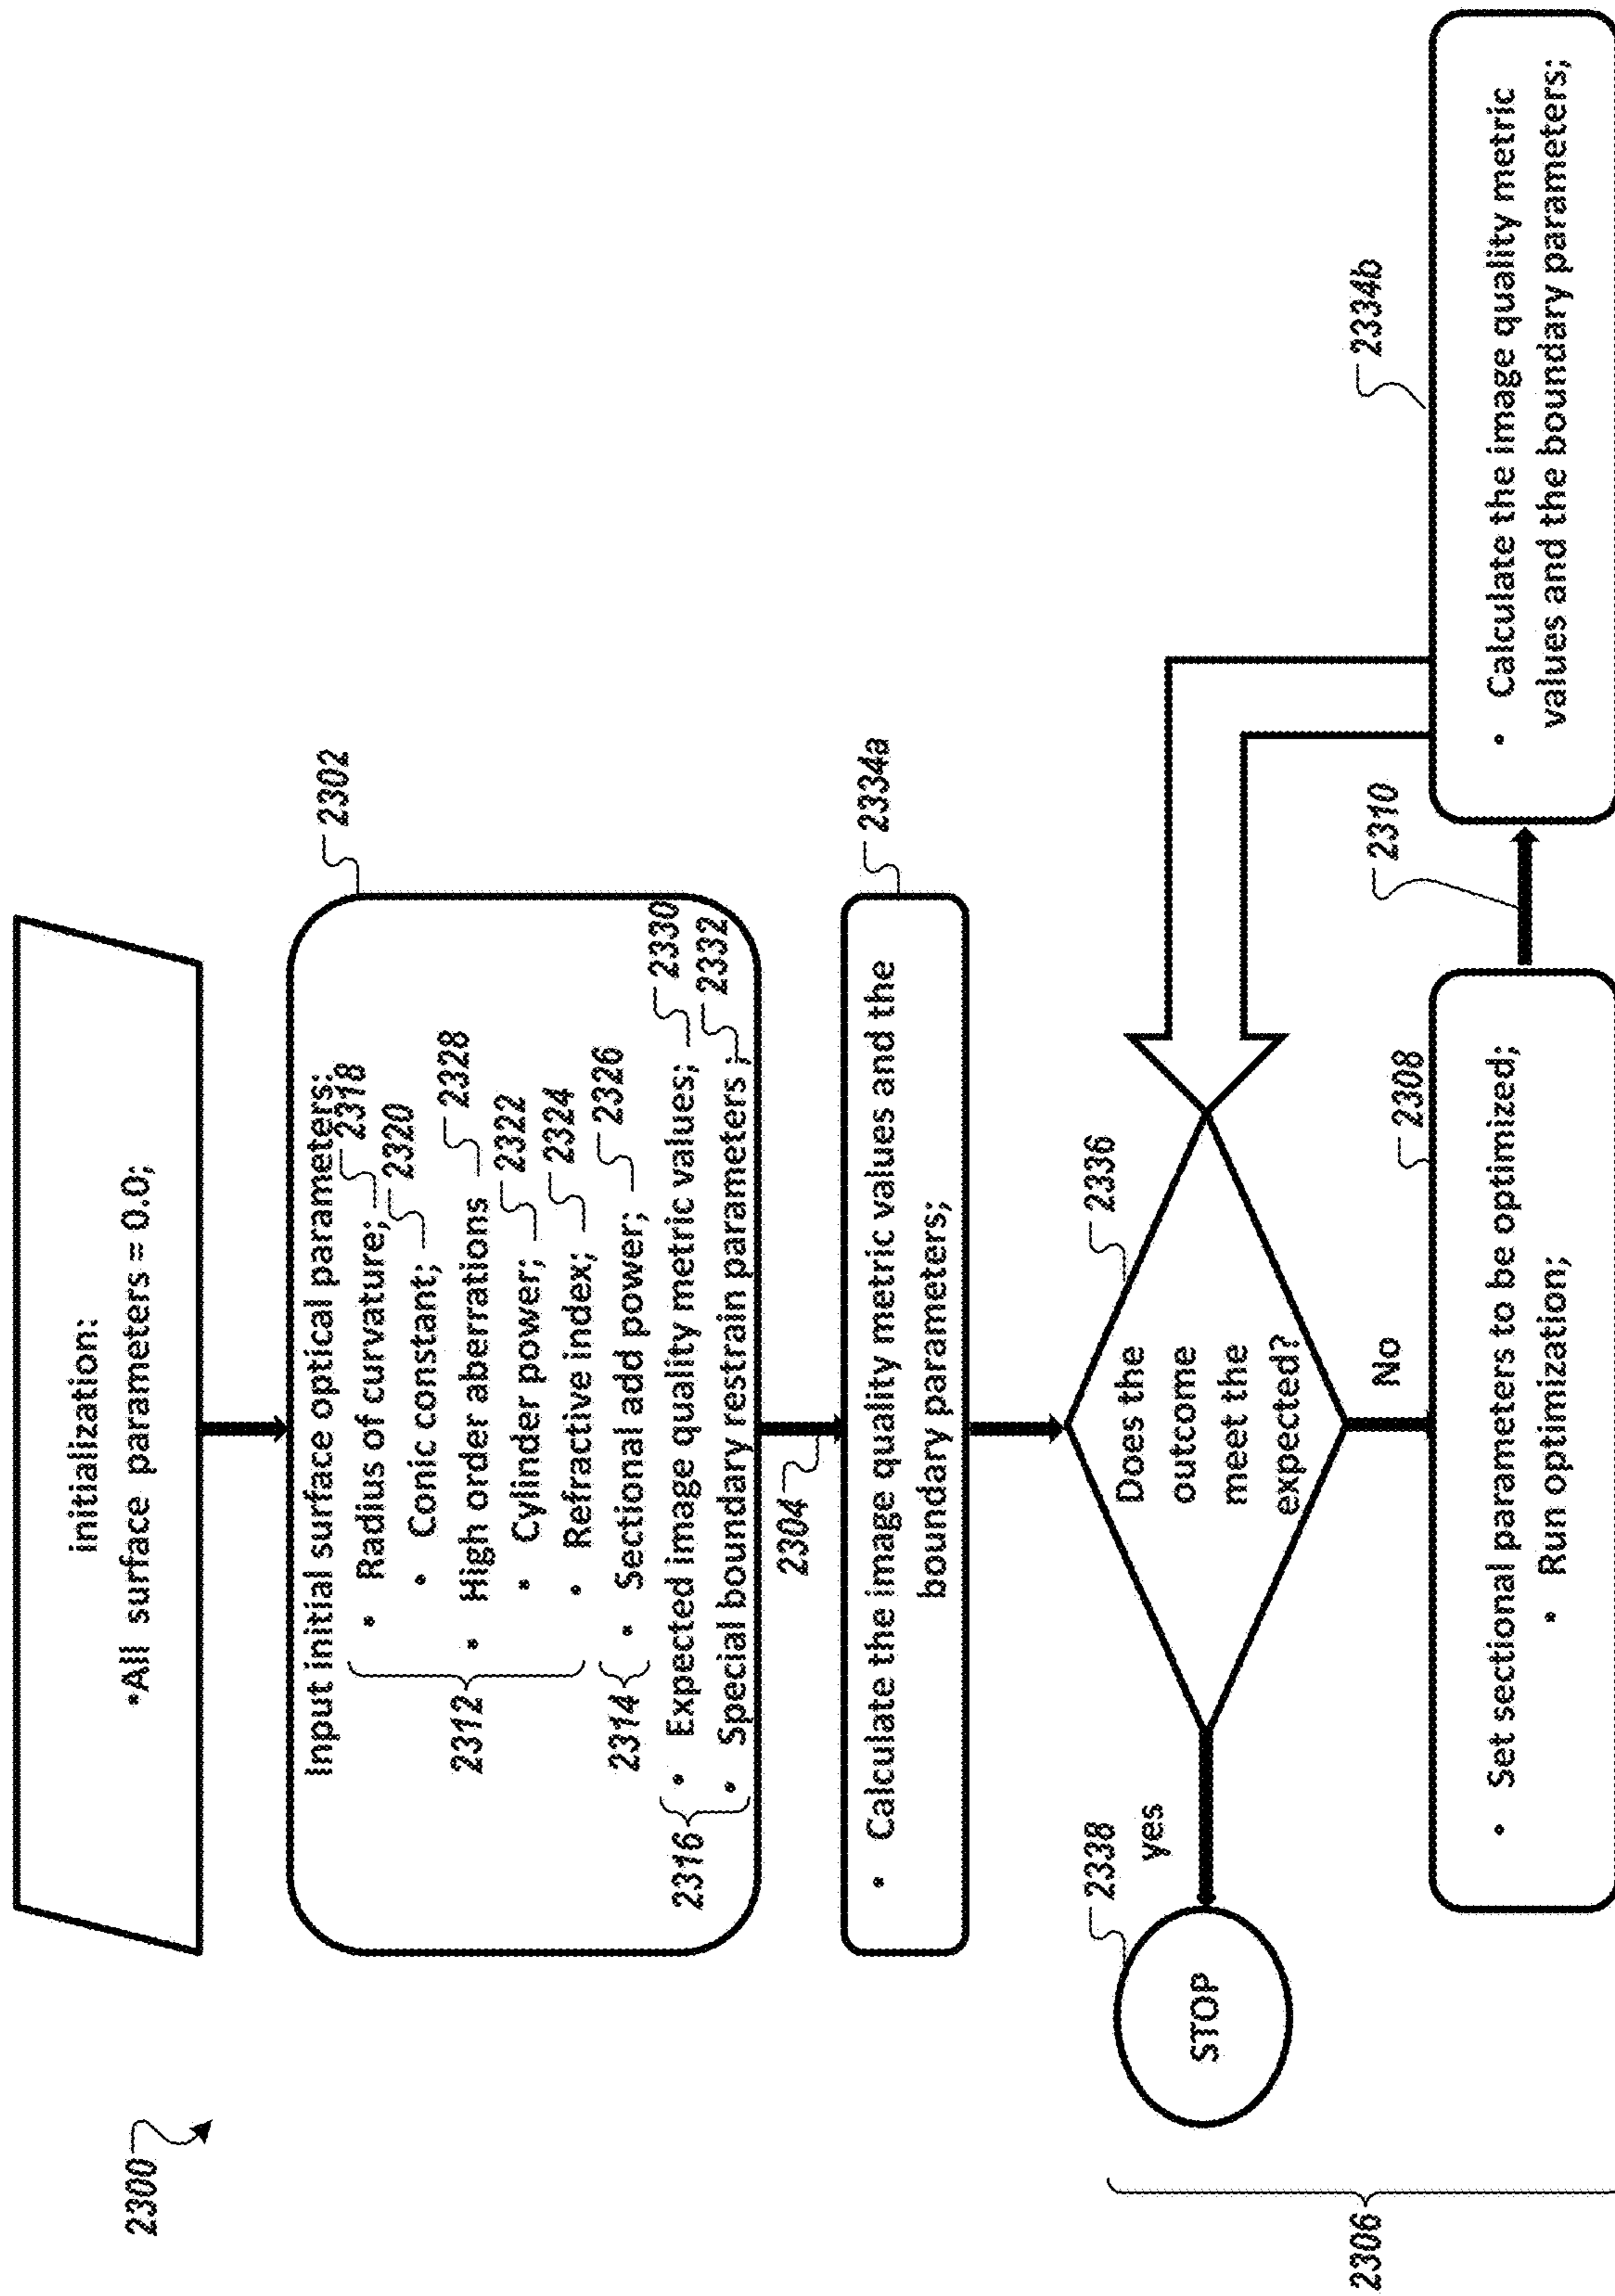 2300
initialization:
•All surface parameters = 0.0;
2302
Input initial surface optical parameters:
• Radius of curvature; 2318
• Conic constant; 2320
2312
• High order aberrations 2328
• Cylinder power; 2322
• Refractive index; 2324
2314 • Sectional add power; 2326
2316 • Expected image quality metric values; 2330
• Special boundary restrain parameters ; 2332
2304
2334a
• Calculate the image quality metric values and the
boundary parameters;
2306
2338
yes
STOP
2336
Does the
outcome
meet the
expected?
No
2308
• Set sectional parameters to be optimized;
• Run optimization;
2310
2334b
• Calculate the image quality metric
values and the boundary parameters;